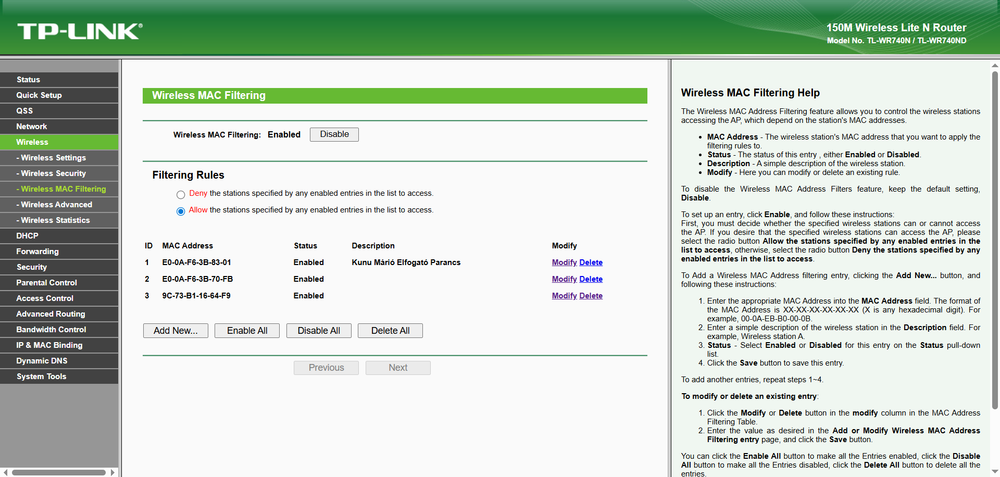 TP-LINK®
150M Wireless Lite N Router
Model No. TL-WR740N / TL-WR740ND
Status
Quick Setup
QSS
Network
Wireless
- Wireless Settings
- Wireless Security
- Wireless MAC Filtering
- Wireless Advanced
- Wireless Statistics
DHCP
Forwarding
Security
Parental Control
Access Control
Advanced Routing
Bandwidth Control
IP & MAC Binding
Dynamic DNS
System Tools
Wireless MAC Filtering
Wireless MAC Filtering: Enabled Disable
Filtering Rules
Deny the stations specified by any enabled entries in the list to access.
Allow the stations specified by any enabled entries in the list to access.
ID MAC Address Status Description Modify
1 E0-0A-F6-3B-83-01 Enabled Kunu Márió Elfogató Parancs Modify Delete
2 E0-0A-F6-3B-70-FB Enabled Modify Delete
3 9C-73-B1-16-64-F9 Enabled Modify Delete
Add New... Enable All Disable All Delete All
Previous Next
Wireless MAC Filtering Help
The Wireless MAC Address Filtering feature allows you to control the wireless stations
accessing the AP, which depend on the station's MAC addresses.
• MAC Address - The wireless station's MAC address that you want to apply the
filtering rules to.
• Status - The status of this entry , either Enabled or Disabled.
• Description - A simple description of the wireless station.
• Modify - Here you can modify or delete an existing rule.
To disable the Wireless MAC Address Filters feature, keep the default setting,
Disable.
To set up an entry, click Enable, and follow these instructions:
First, you must decide whether the specified wireless stations can or cannot access
the AP. If you desire that the specified wireless stations can access the AP, please
select the radio button Allow the stations specified by any enabled entries in the
list to access, otherwise, select the radio button Deny the stations specified by any
enabled entries in the list to access.
To Add a Wireless MAC Address filtering entry, clicking the Add New... button, and
following these instructions:
1. Enter the appropriate MAC Address into the MAC Address field. The format of
the MAC Address is XX-XX-XX-XX-XX-XX (X is any hexadecimal digit). For
example, 00-0A-EB-B0-00-0B.
2. Enter a simple description of the wireless station in the Description field. For
example, Wireless station A.
3. Status - Select Enabled or Disabled for this entry on the Status pull-down
list.
4. Click the Save button to save this entry.
To add another entries, repeat steps 1~4.
To modify or delete an existing entry:
1. Click the Modify or Delete button in the modify column in the MAC Address
Filtering Table.
2. Enter the value as desired in the Add or Modify Wireless MAC Address
Filtering entry page, and click the Save button.
You can click the Enable All button to make all the Entries enabled, click the Disable
All button to make all the Entries disabled, click the Delete All button to delete all the
entries.